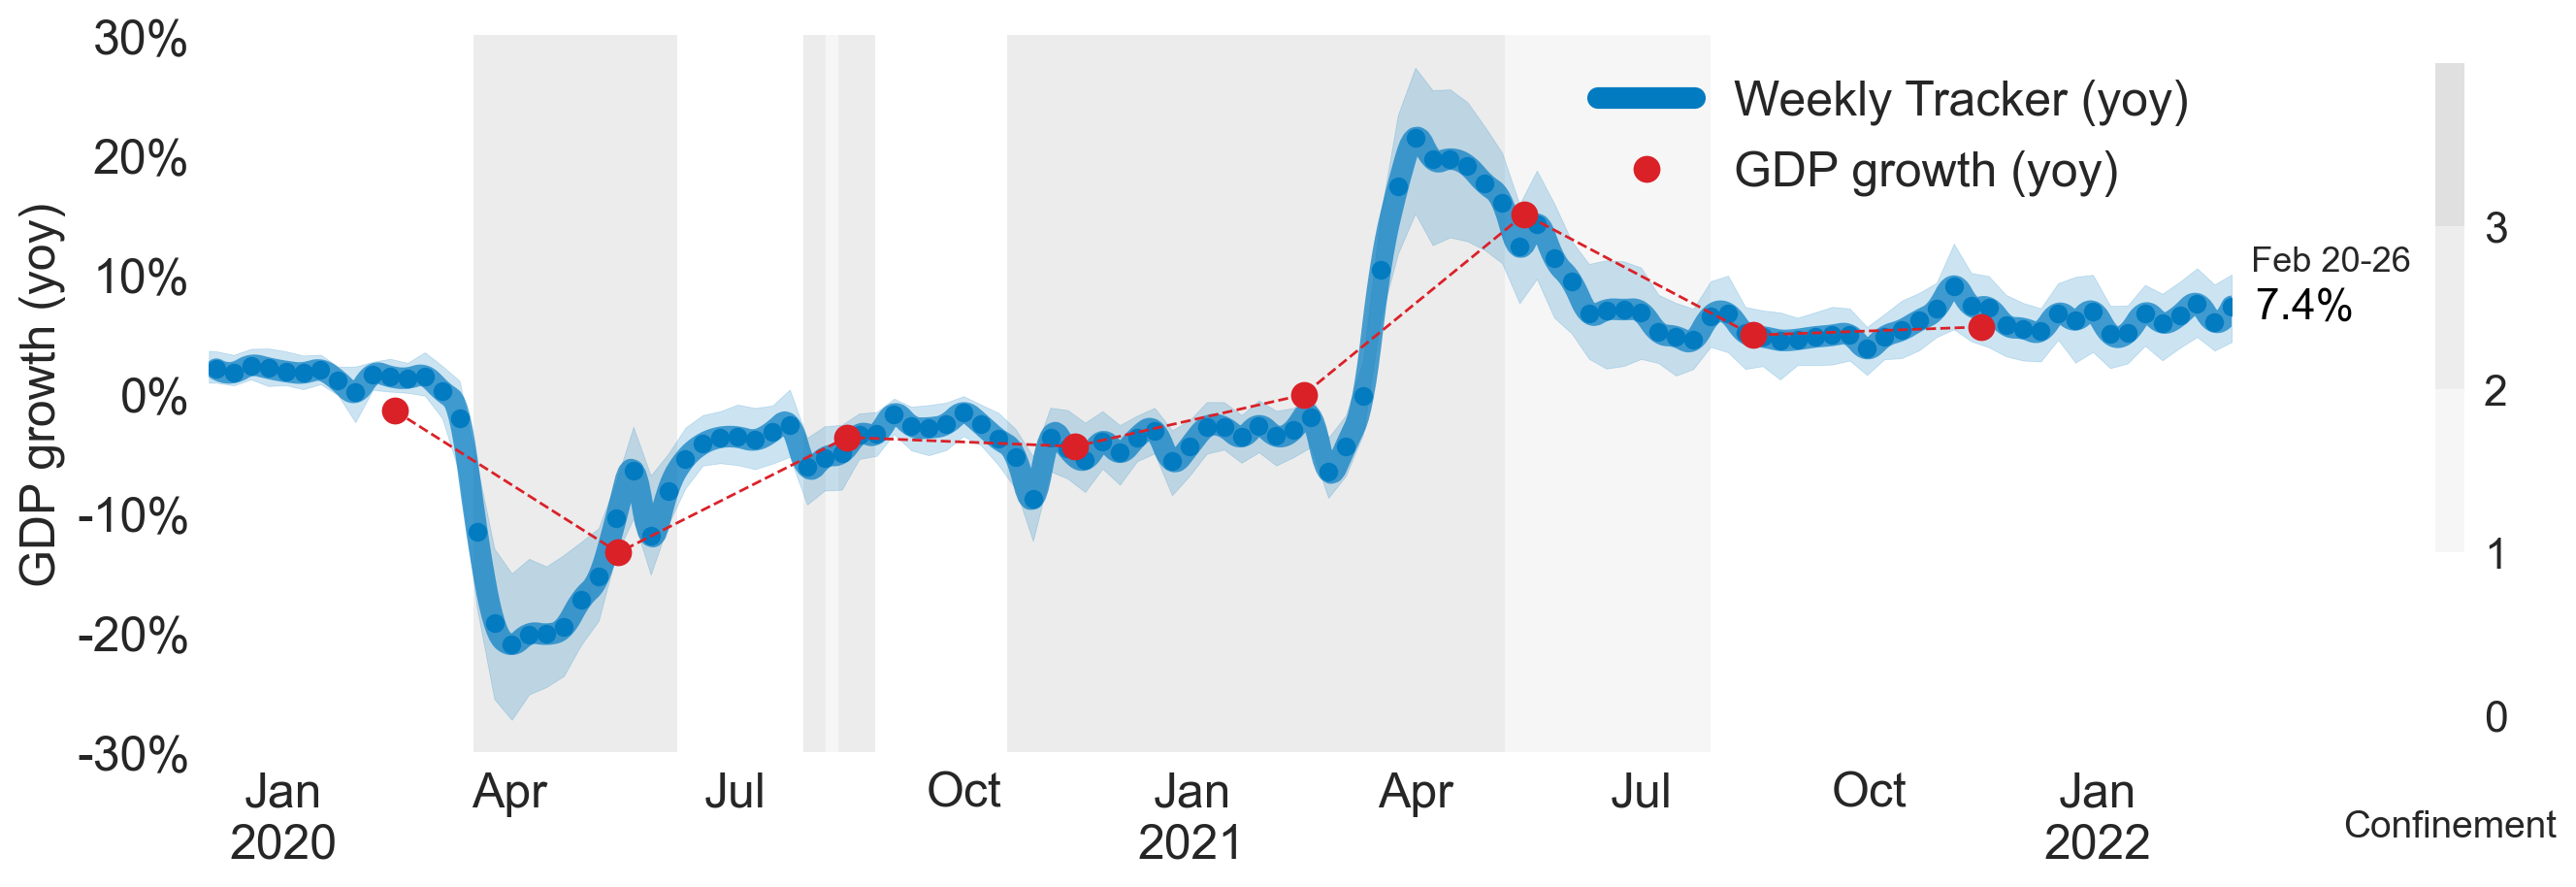 30%
20%
10%
0%
-10%
-20%
-30%
GDP growth (yoy)
Weekly Tracker (yoy)
GDP growth (yoy)
Feb 20-26
7.4%
3
2
1
0
Confinement
Jan Apr Jul Oct Jan Apr Jul Oct Jan
2020 2021 2022